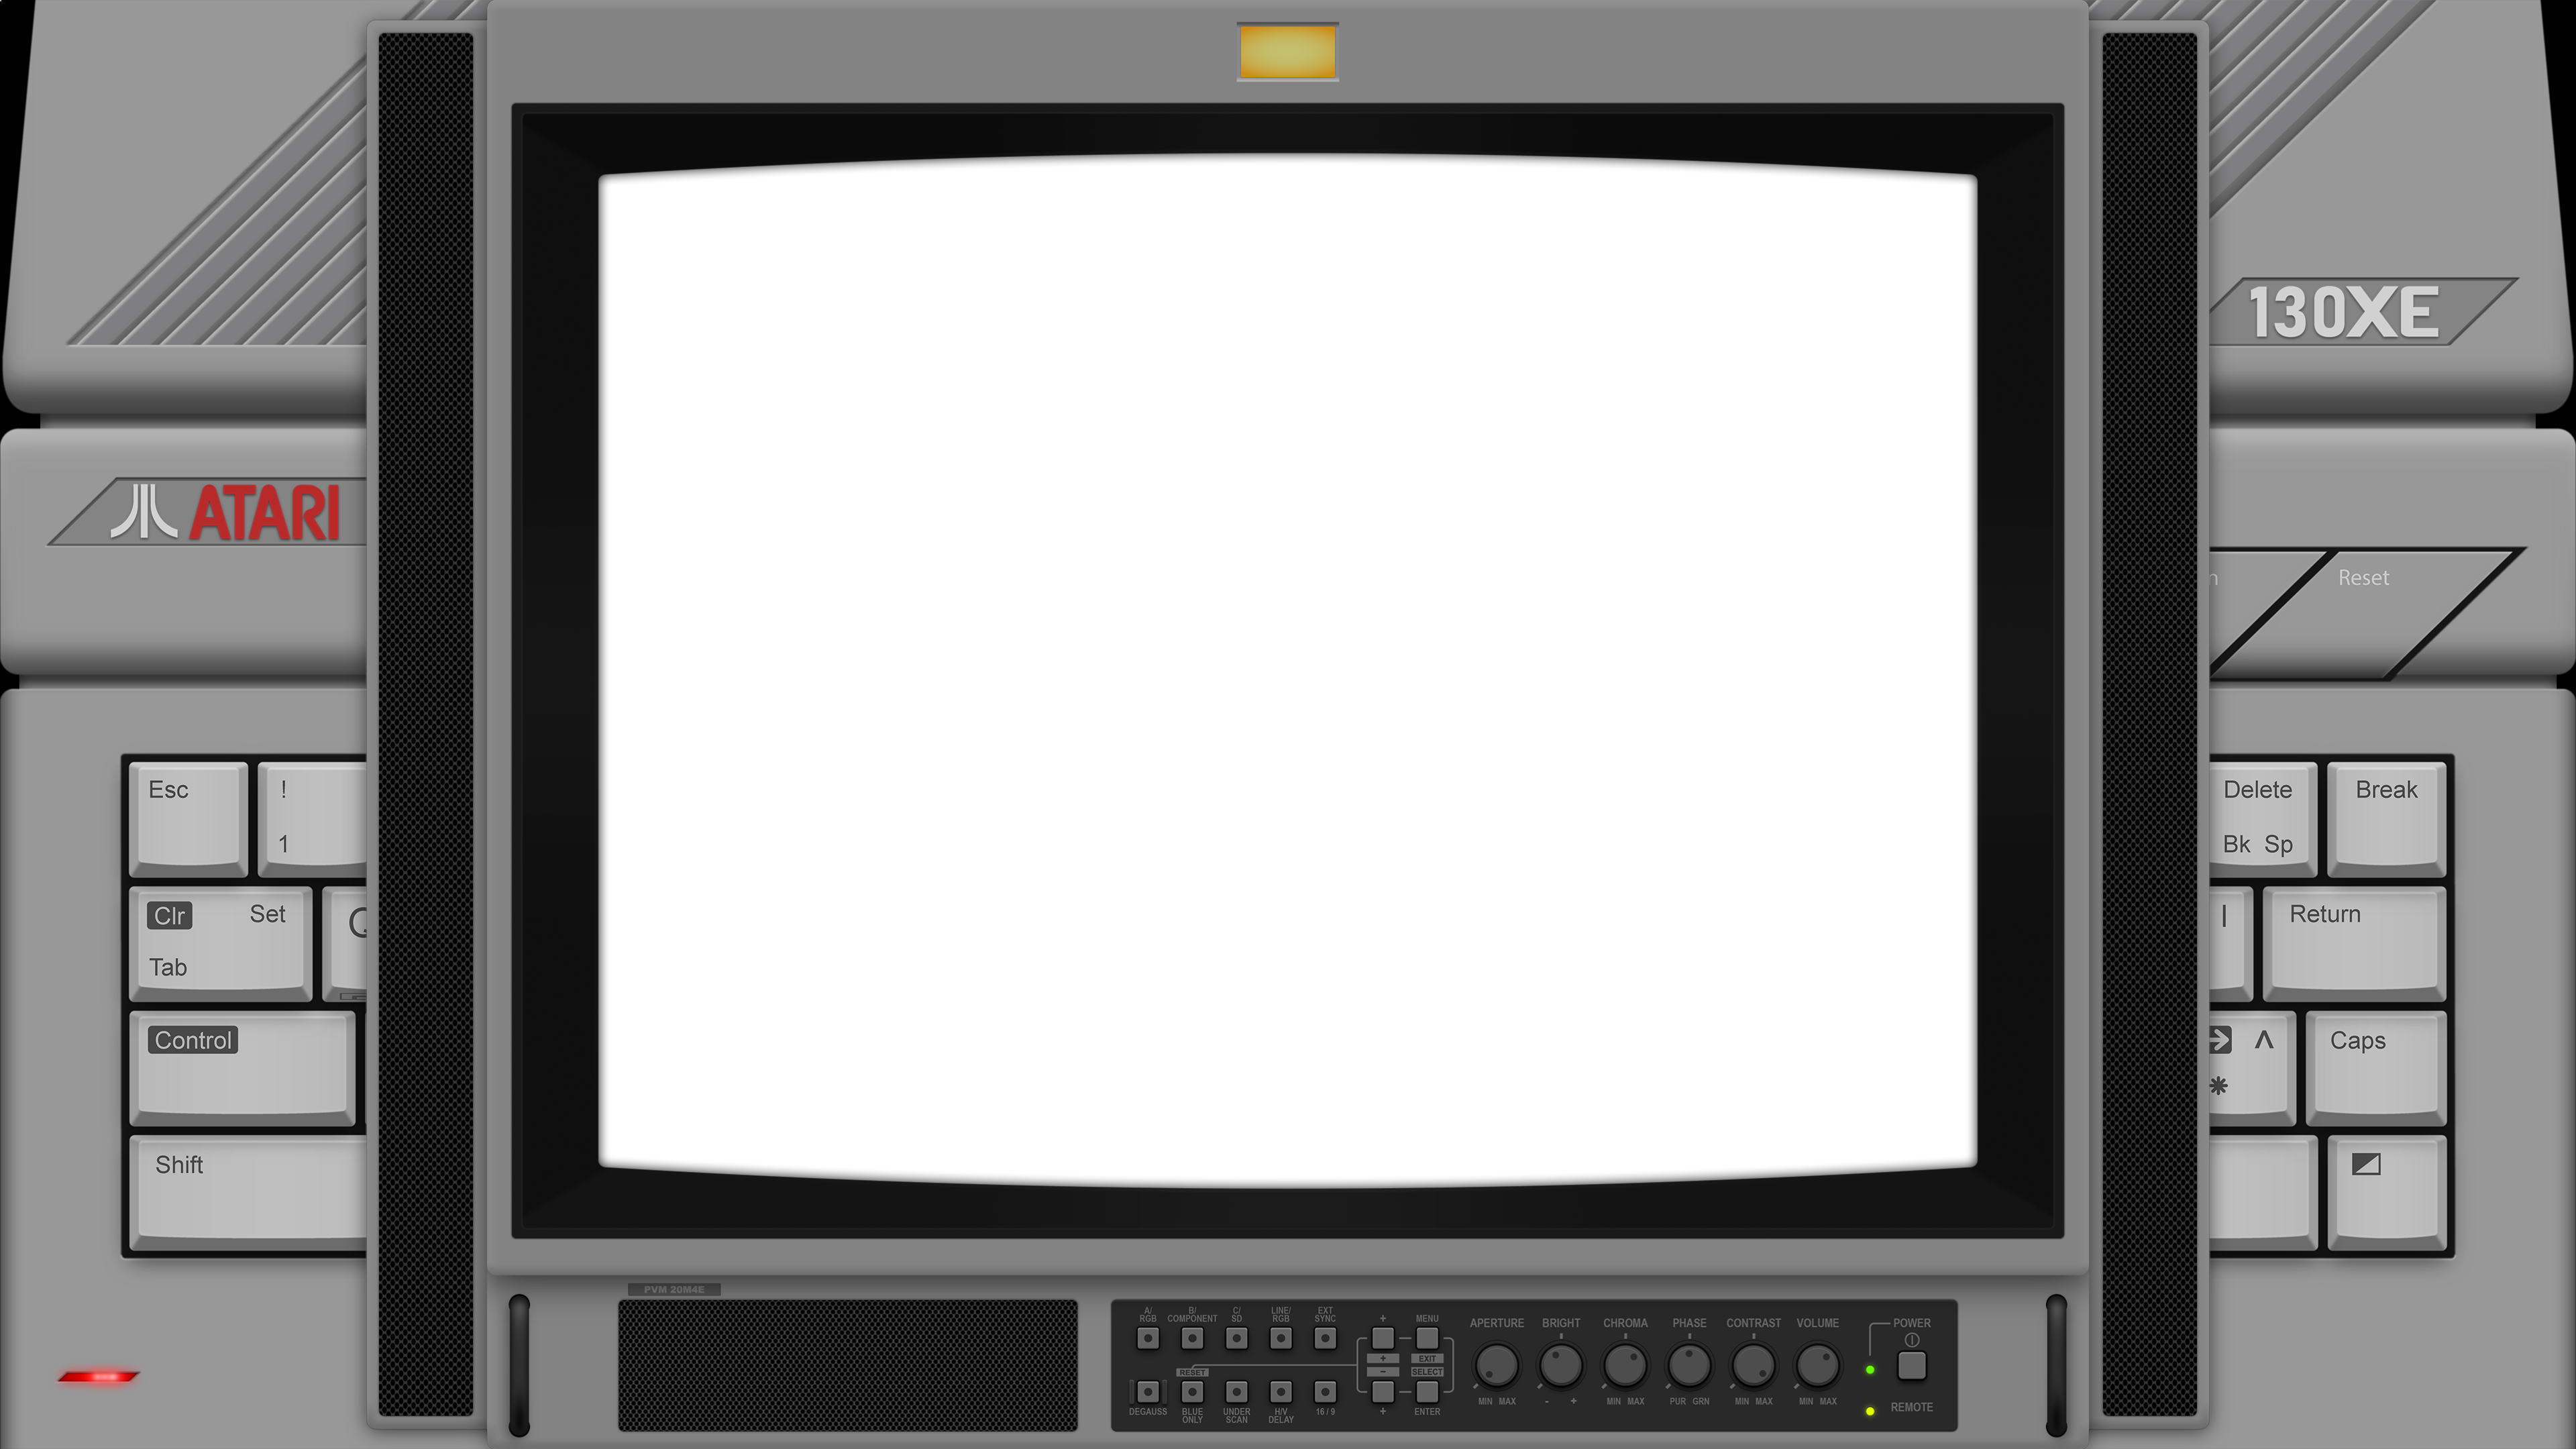 130XE
ATARI
Reset
Esc
!
1
Delete
Bk Sp
Break
Clr Set
Tab
|
Return
Control
^
*
Caps
Shift
PVM 20M4E
A/
RGB
B/
COMPONENT
C/
SD
LINE/
RGB
EXT
SYNC
+
MENU
+
EXIT
RESET
−
SELECT
DEGAUSS
BLUE
ONLY
UNDER
SCAN
H/V
DELAY
16 / 9
+
ENTER
APERTURE
MIN MAX
BRIGHT
- +
CHROMA
MIN MAX
PHASE
PUR GRN
CONTRAST
MIN MAX
VOLUME
MIN MAX
POWER
REMOTE